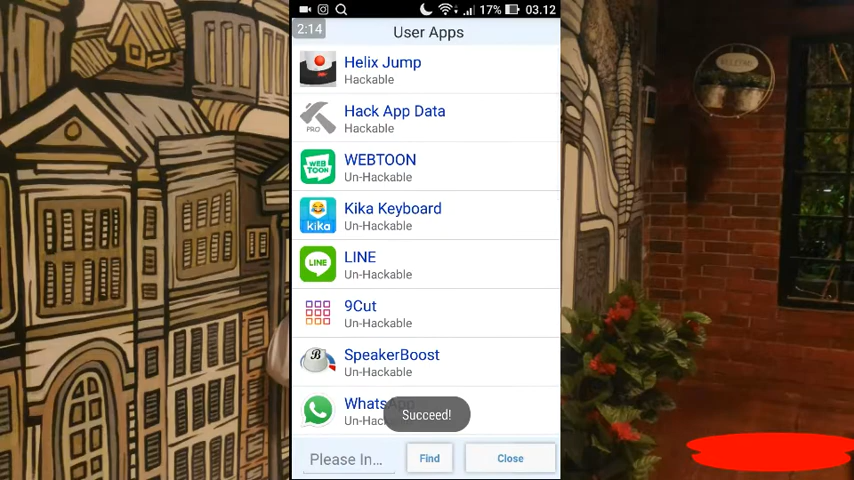 17% 03.12
2:14
User Apps
Helix Jump
Hackable
Hack App Data
Hackable
PRO
WEBTOON
Un-Hackable
WEB
TOON
Kika Keyboard
Un-Hackable
kika
LINE
Un-Hackable
LINE
9Cut
Un-Hackable
SpeakerBoost
Un-Hackable
B
Succeed!
Please In... Find Close
WELCOME